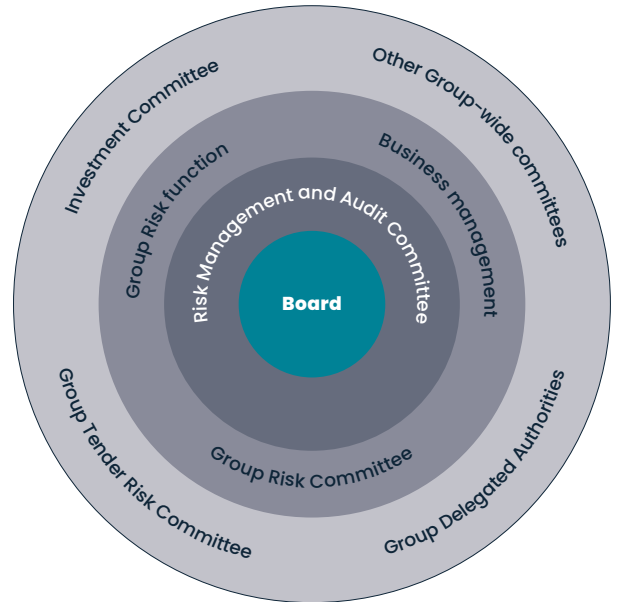 Investment Committee
Other Group-wide committees
Group Risk function
Business management
Risk Management and Audit Committee
Board
Group Risk Committee
Group Tender Risk Committee
Group Delegated Authorities